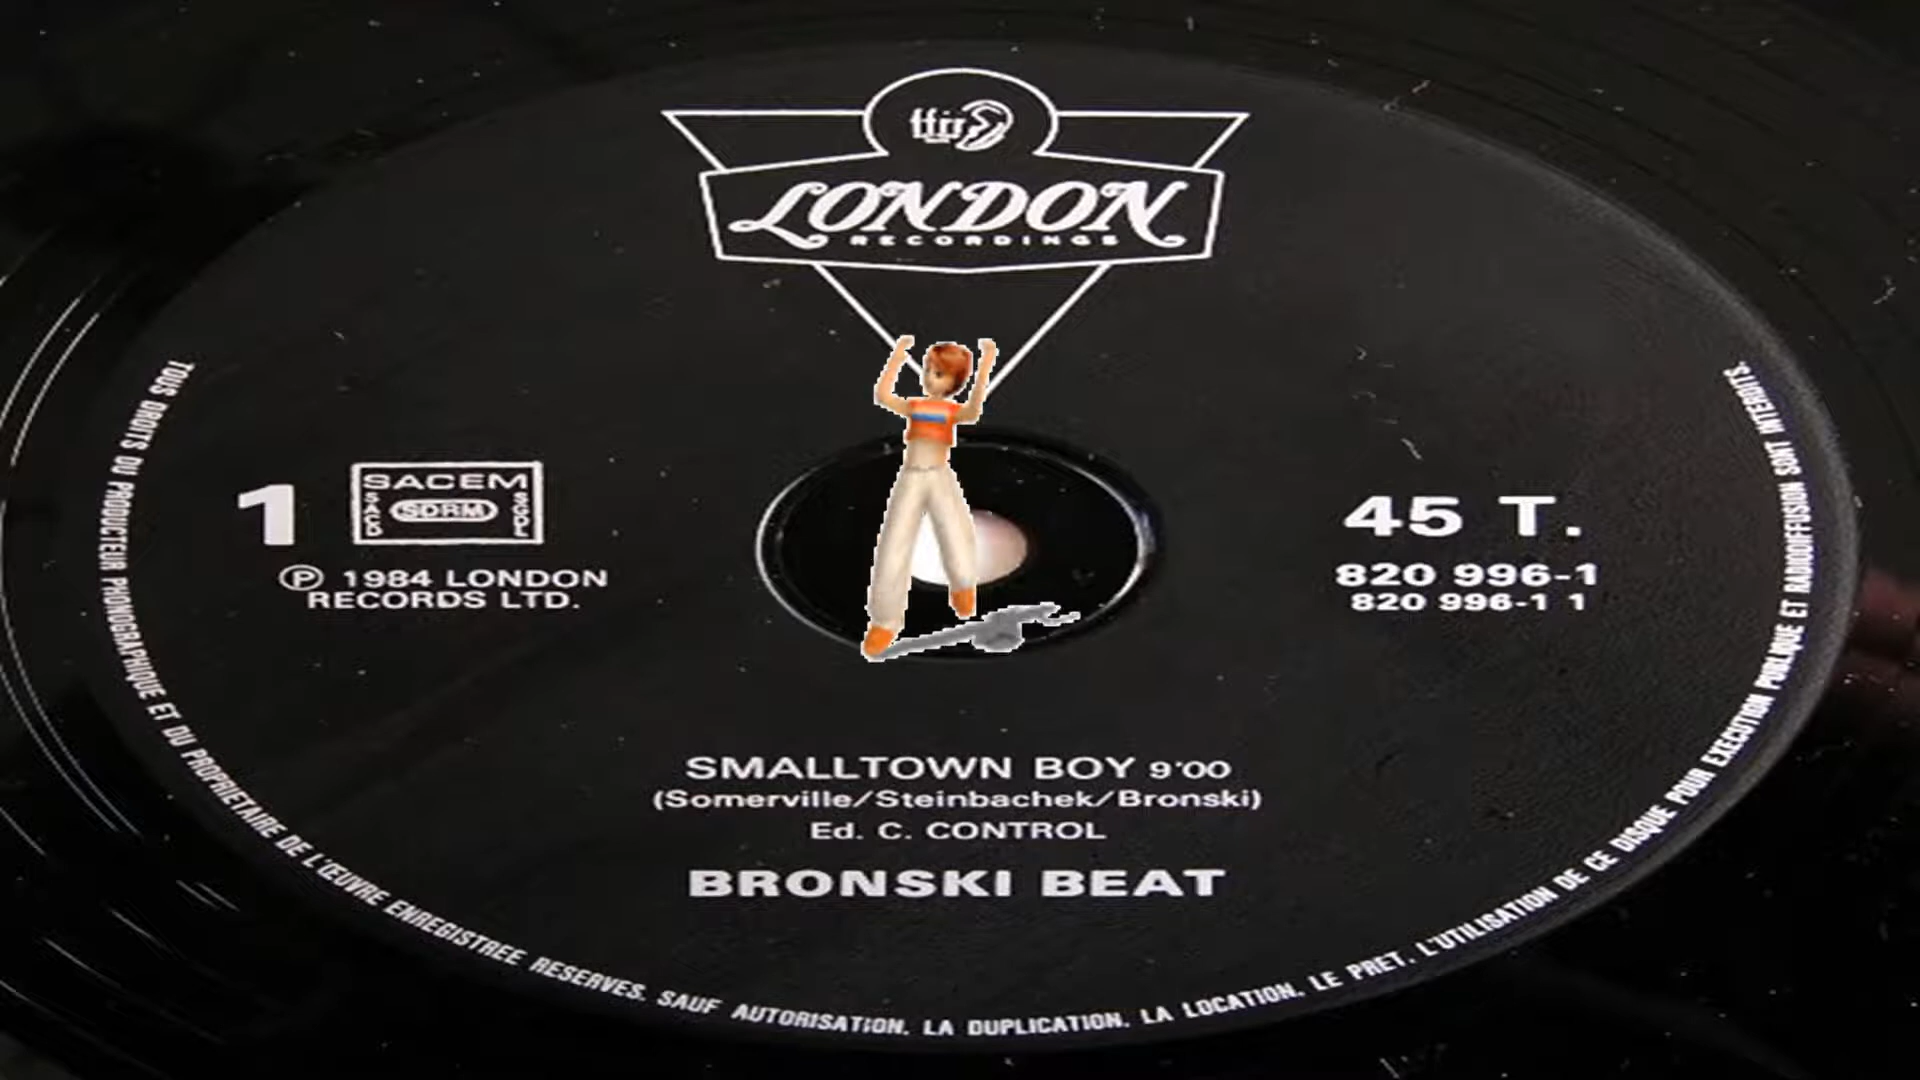 ffrr
LONDON
RECORDINGS
1
SACEM
SACD
SDRM
SGDL
℗ 1984 LONDON
RECORDS LTD.
45 T.
820 996-1
820 996-1 1
SMALLTOWN BOY 9'00
(Somerville/Steinbachek/Bronski)
Ed. C. CONTROL
BRONSKI BEAT
TOUS DROITS DU PRODUCTEUR PHONOGRAPHIQUE ET DU PROPRIETAIRE DE L'ŒUVRE ENREGISTREE RESERVES. SAUF AUTORISATION. LA DUPLICATION. LA LOCATION. LE PRET. L'UTILISATION DE CE DISQUE POUR EXECUTION PUBLIQUE ET RADIODIFFUSION SONT INTERDITS.